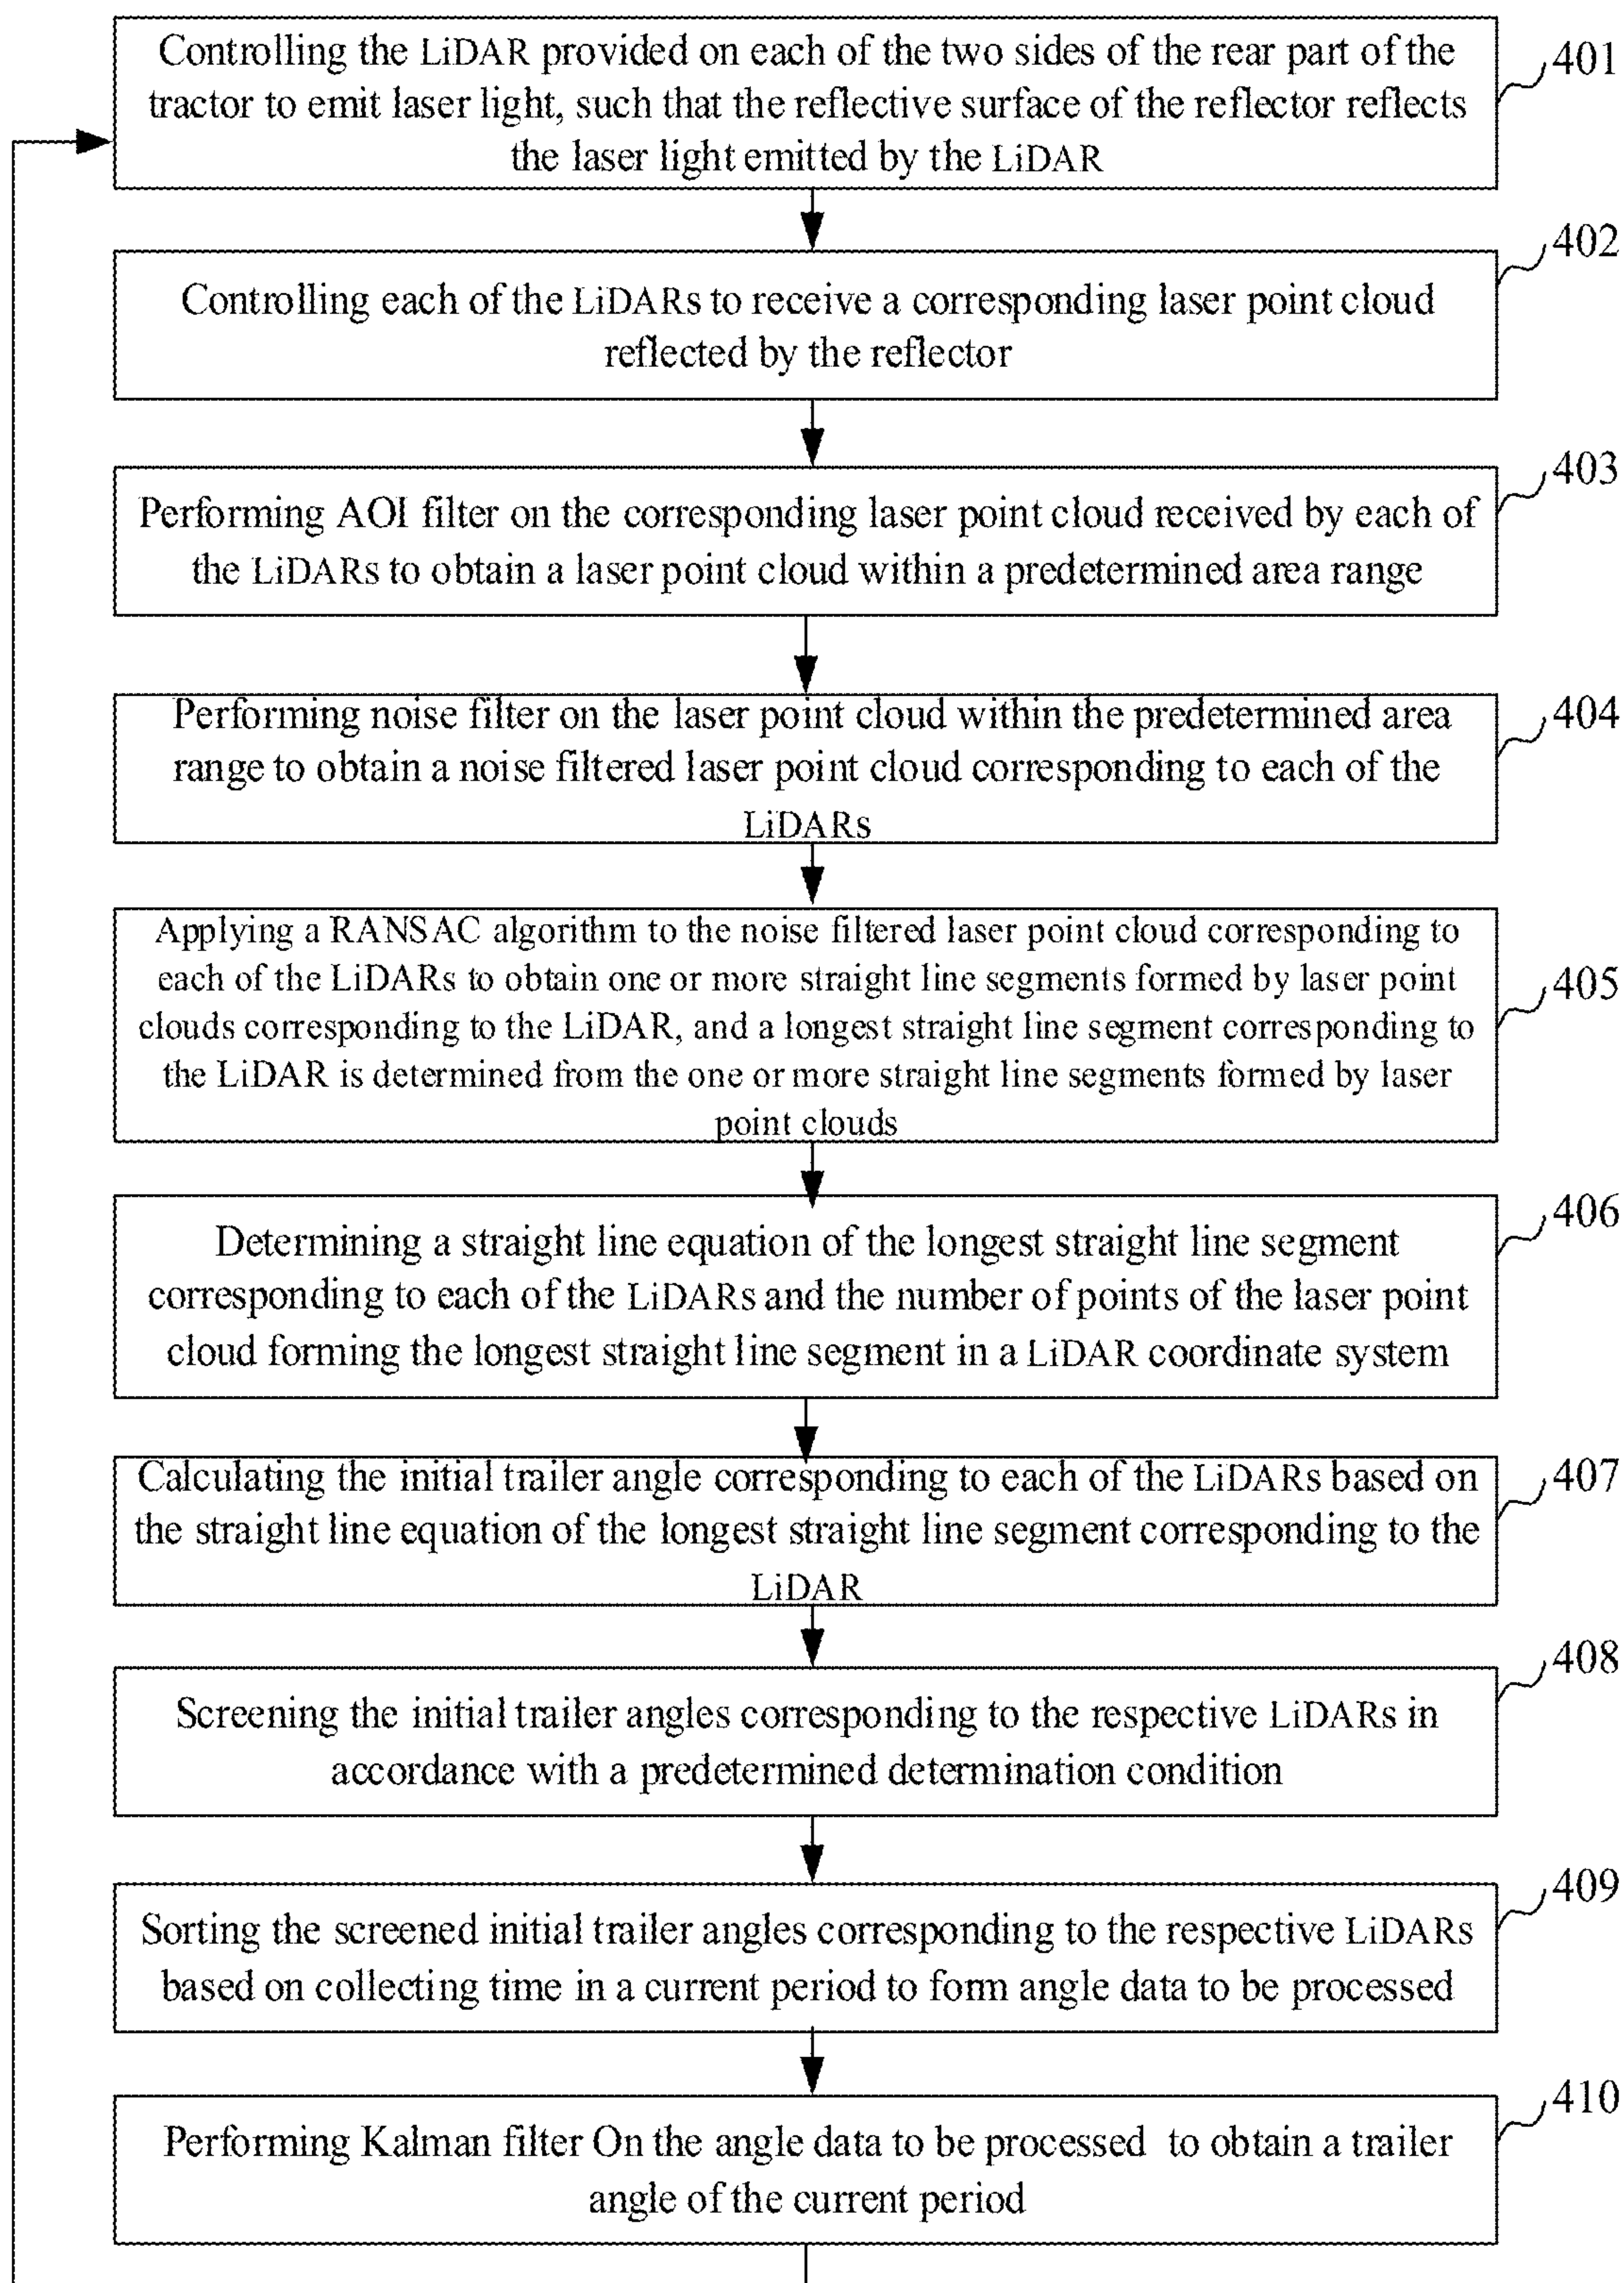 Controlling the LiDAR provided on each of the two sides of the rear part of the
tractor to emit laser light, such that the reflective surface of the reflector reflects
the laser light emitted by the LiDAR
401
Controlling each of the LiDARs to receive a corresponding laser point cloud
reflected by the reflector
402
Performing AOI filter on the corresponding laser point cloud received by each of
the LiDARs to obtain a laser point cloud within a predetermined area range
403
Performing noise filter on the laser point cloud within the predetermined area
range to obtain a noise filtered laser point cloud corresponding to each of the
LiDARs
404
Applying a RANSAC algorithm to the noise filtered laser point cloud corresponding to
each of the LiDARs to obtain one or more straight line segments formed by laser point
clouds corresponding to the LiDAR, and a longest straight line segment corresponding to
the LiDAR is determined from the one or more straight line segments formed by laser
point clouds
405
Determining a straight line equation of the longest straight line segment
corresponding to each of the LiDARs and the number of points of the laser point
cloud forming the longest straight line segment in a LiDAR coordinate system
406
Calculating the initial trailer angle corresponding to each of the LiDARs based on
the straight line equation of the longest straight line segment corresponding to the
LiDAR
407
Screening the initial trailer angles corresponding to the respective LiDARs in
accordance with a predetermined determination condition
408
Sorting the screened initial trailer angles corresponding to the respective LiDARs
based on collecting time in a current period to form angle data to be processed
409
Performing Kalman filter On the angle data to be processed to obtain a trailer
angle of the current period
410